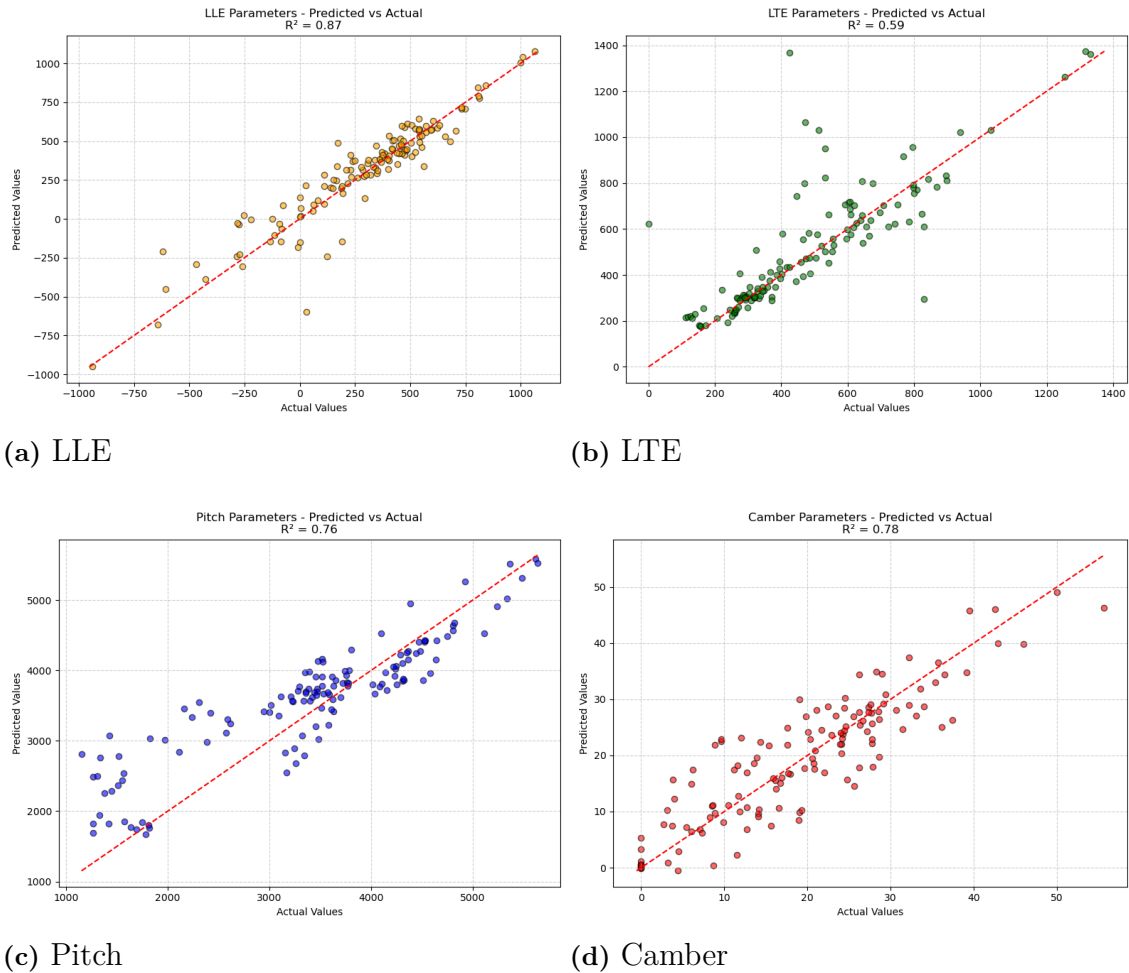 LLE Parameters - Predicted vs Actual
R² = 0.87
1000
750
500
250
0
−250
−500
−750
−1000
Predicted Values
−1000 −750 −500 −250 0 250 500 750 1000
Actual Values
(a) LLE
LTE Parameters - Predicted vs Actual
R² = 0.59
1400
1200
1000
800
600
400
200
0
Predicted Values
0 200 400 600 800 1000 1200 1400
Actual Values
(b) LTE
Pitch Parameters - Predicted vs Actual
R² = 0.76
5000
4000
3000
2000
1000
Predicted Values
1000 2000 3000 4000 5000
Actual Values
(c) Pitch
Camber Parameters - Predicted vs Actual
R² = 0.78
50
40
30
20
10
0
Predicted Values
0 10 20 30 40 50
Actual Values
(d) Camber